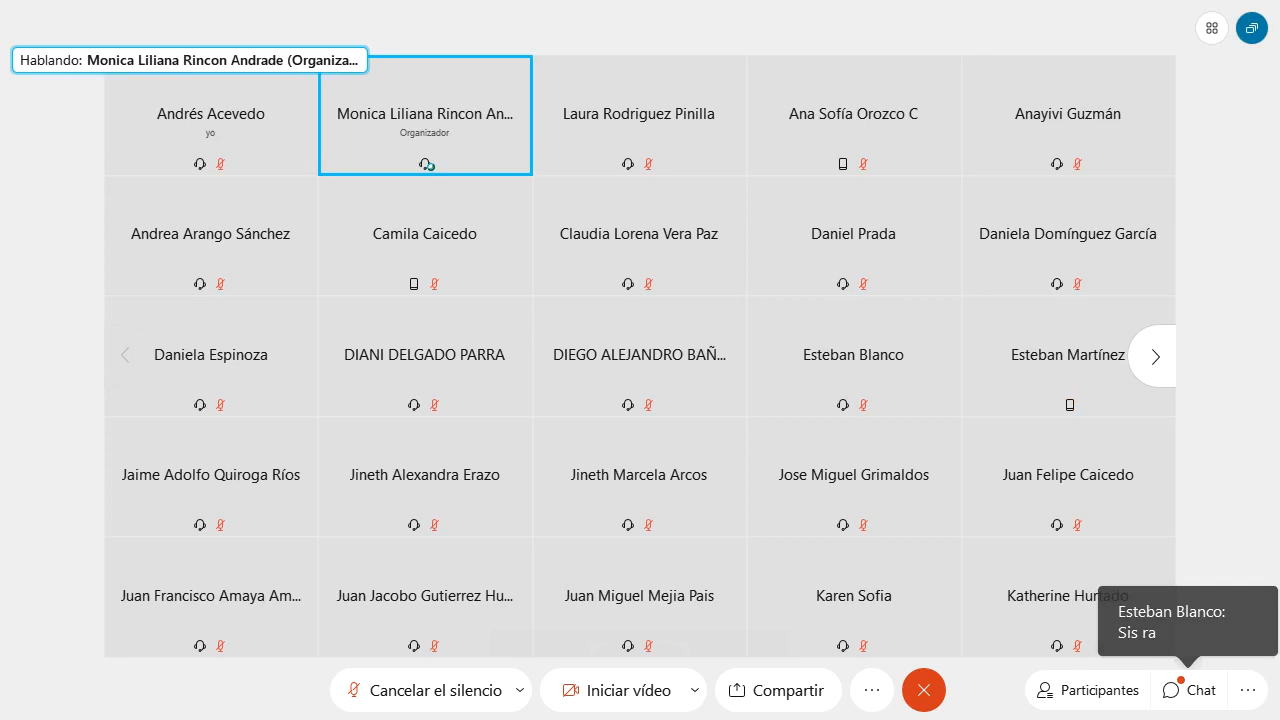 Hablando: Monica Liliana Rincon Andrade (Organiza...
Andrés Acevedo
yo
Monica Liliana Rincon An...
Organizador
Laura Rodriguez Pinilla
Ana Sofía Orozco C
Anayivi Guzmán
Andrea Arango Sánchez
Camila Caicedo
Claudia Lorena Vera Paz
Daniel Prada
Daniela Domínguez García
Daniela Espinoza
DIANI DELGADO PARRA
DIEGO ALEJANDRO BAÑ...
Esteban Blanco
Esteban Martínez
Jaime Adolfo Quiroga Ríos
Jineth Alexandra Erazo
Jineth Marcela Arcos
Jose Miguel Grimaldos
Juan Felipe Caicedo
Juan Francisco Amaya Am...
Juan Jacobo Gutierrez Hu...
Juan Miguel Mejia Pais
Karen Sofia
Katherine Hurtado
Esteban Blanco:
Sis ra
Cancelar el silencio
Iniciar vídeo
Compartir
Participantes
Chat